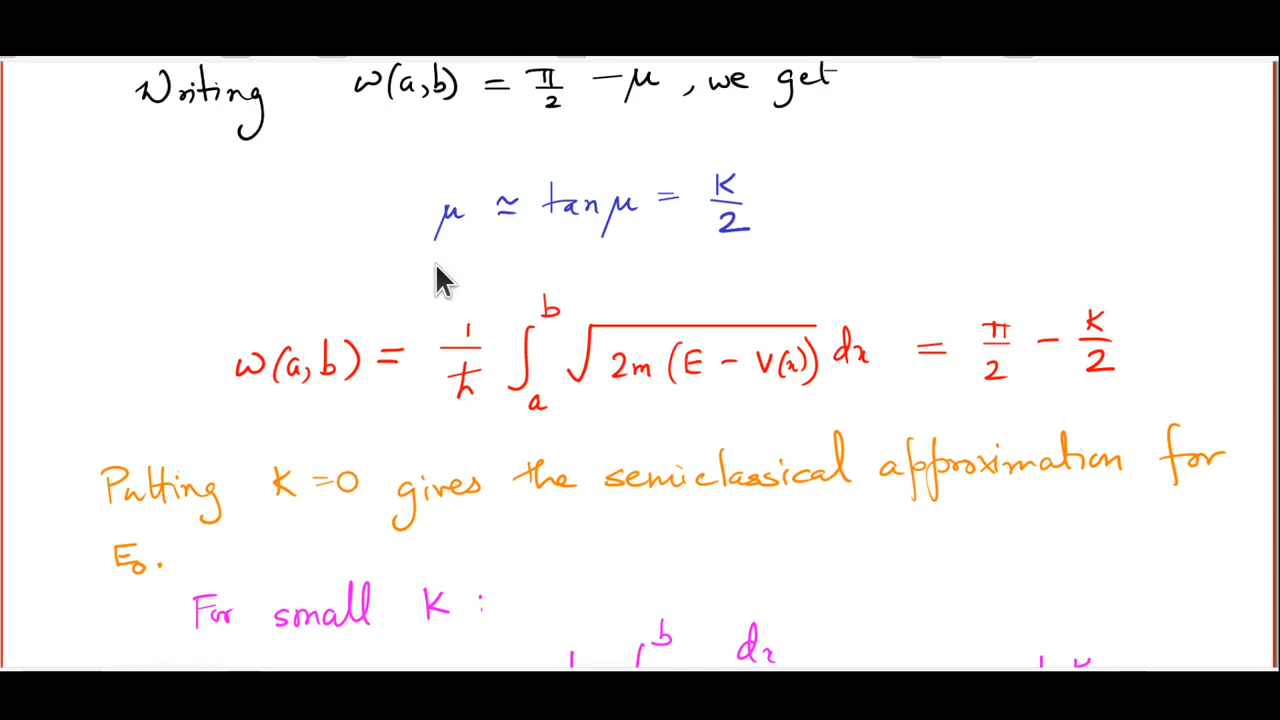 Writing ω(a,b) = π/2 − μ, we get
μ ≃ tan μ = K/2
ω(a,b) = 1/ħ ∫_a^b √(2m(E − V(x))) dx = π/2 − K/2
Putting K=0 gives the semiclassical approximation for
E₀.
For small K :
∫^b dx